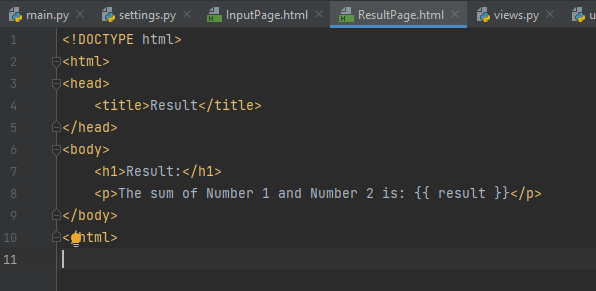 main.py settings.py InputPage.html ResultPage.html views.py u
1 <!DOCTYPE html>
2 <html>
3 <head>
4 <title>Result</title>
5 </head>
6 <body>
7 <h1>Result:</h1>
8 <p>The sum of Number 1 and Number 2 is: {{ result }}</p>
9 </body>
10 </html>
11